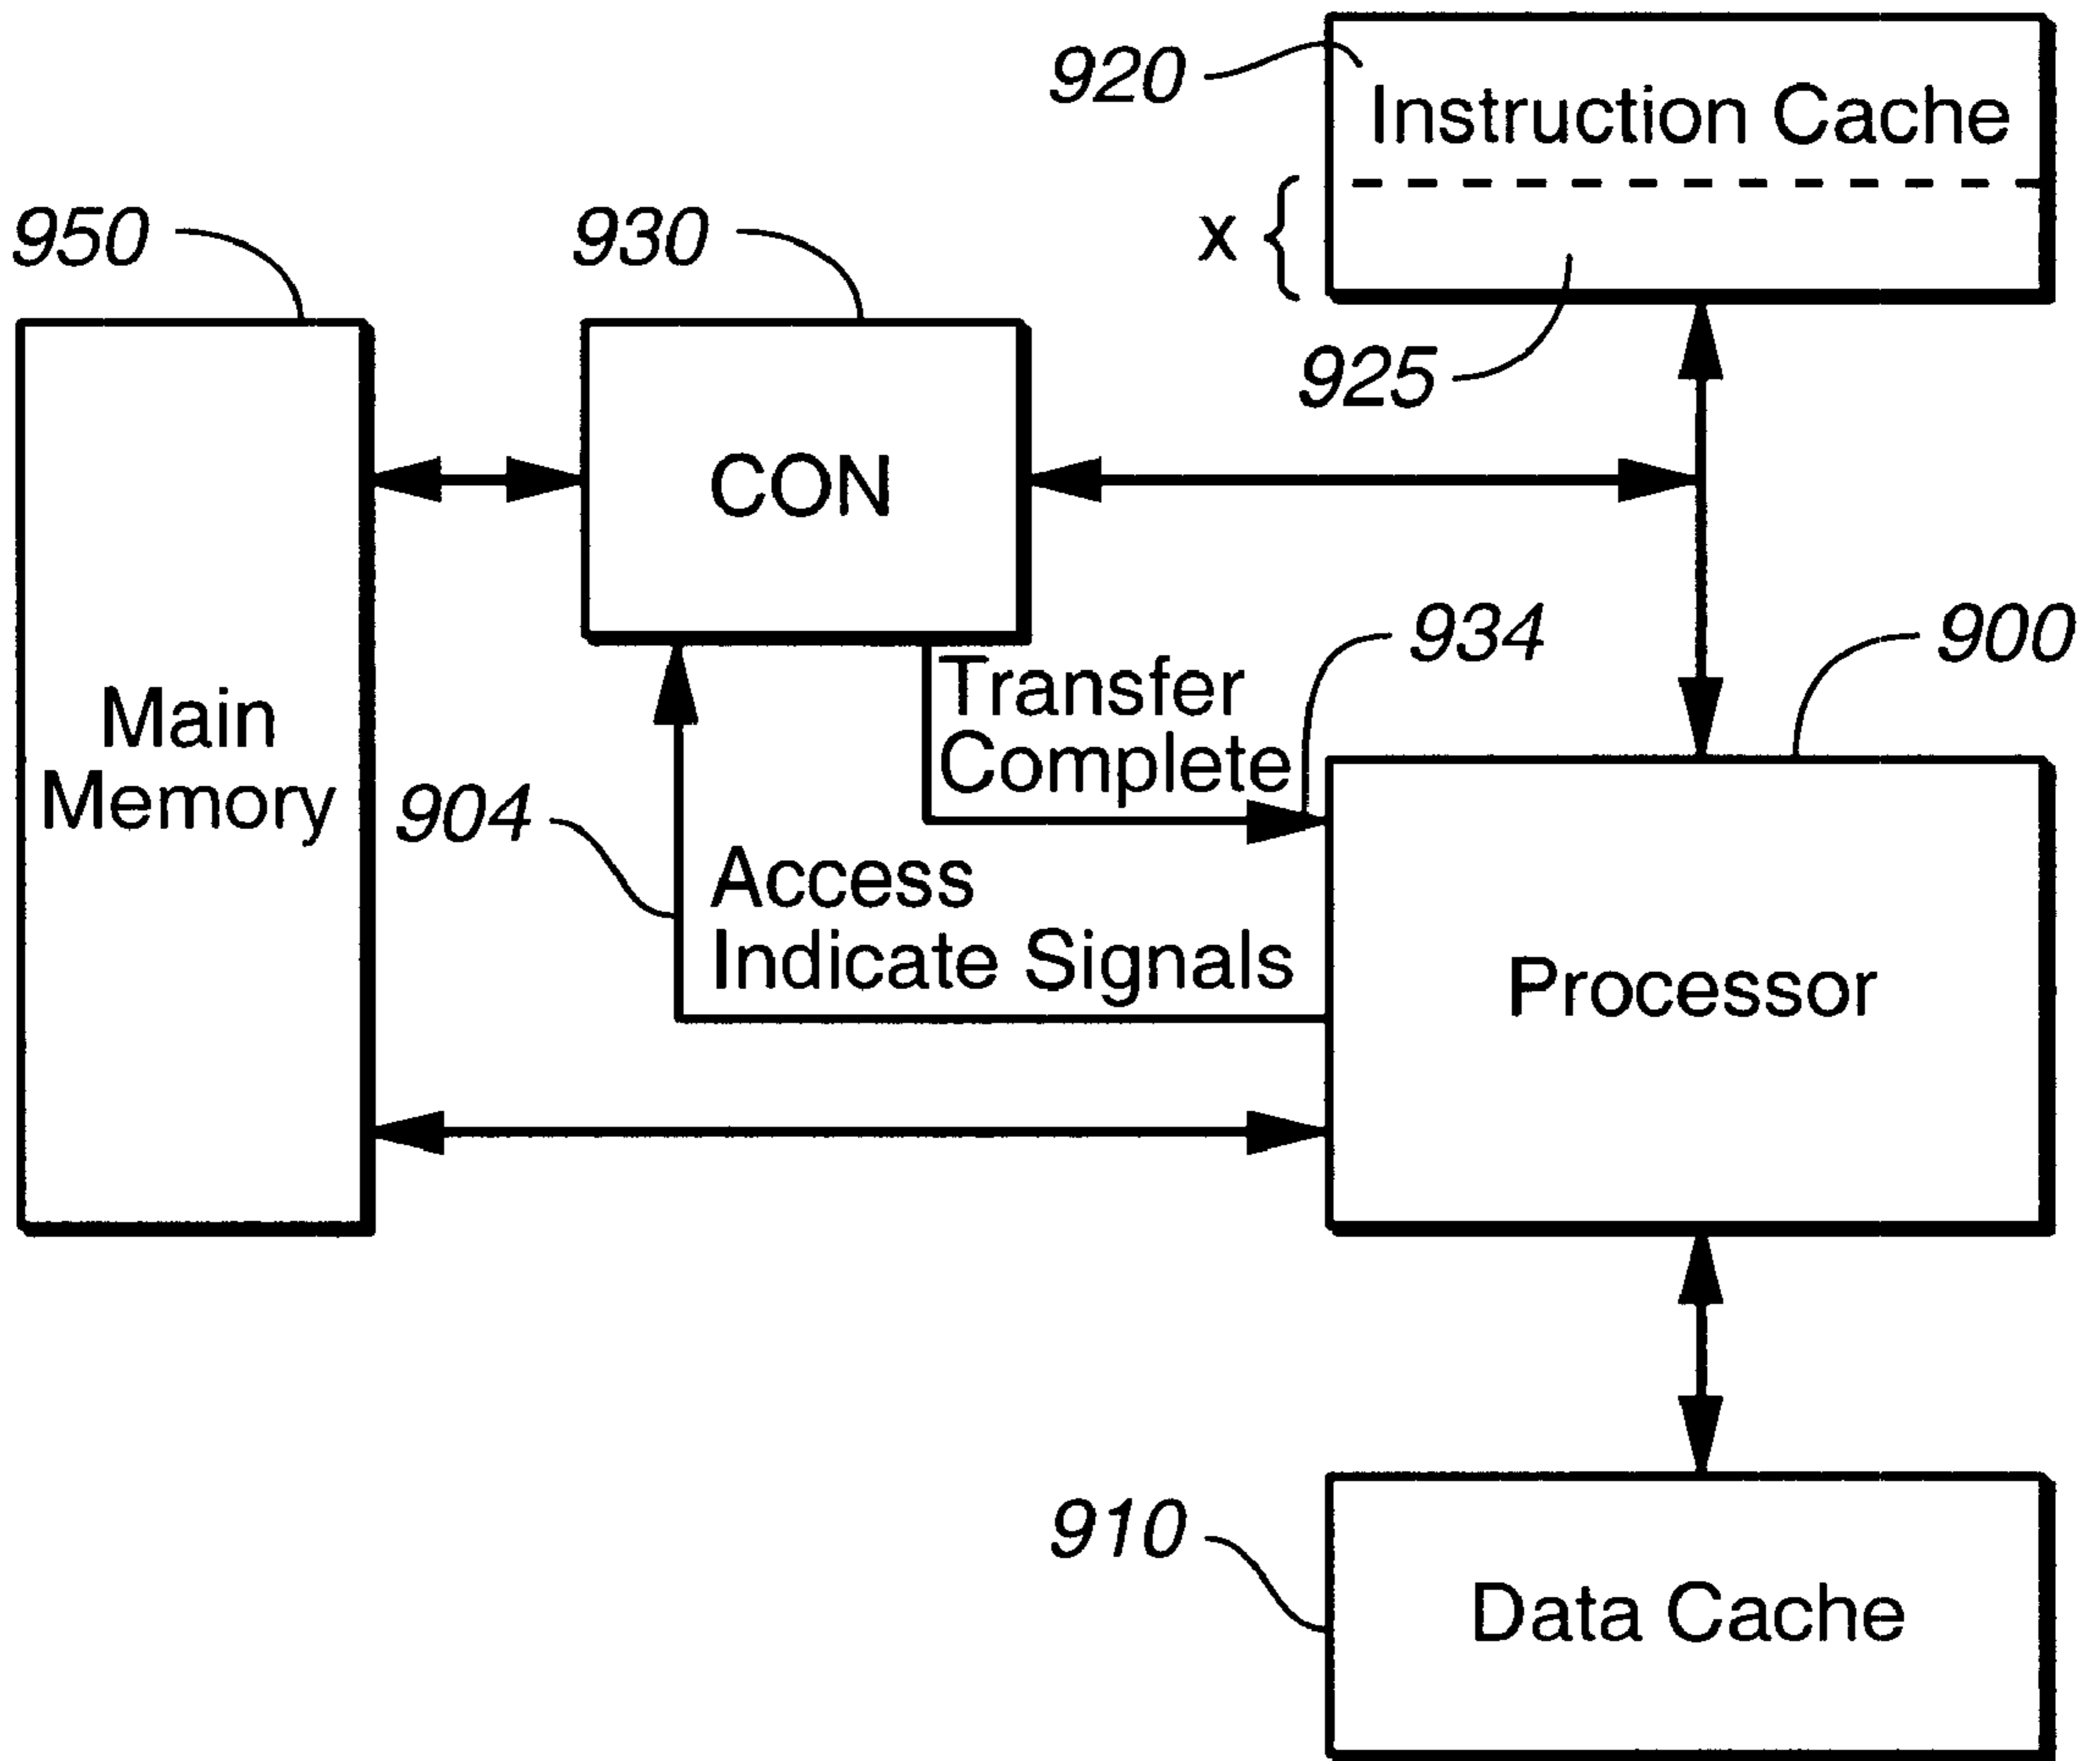 920
Instruction Cache
950
930
x {
925
CON
934
900
Transfer
Complete
Main
Memory
904
Access
Indicate Signals
Processor
910
Data Cache